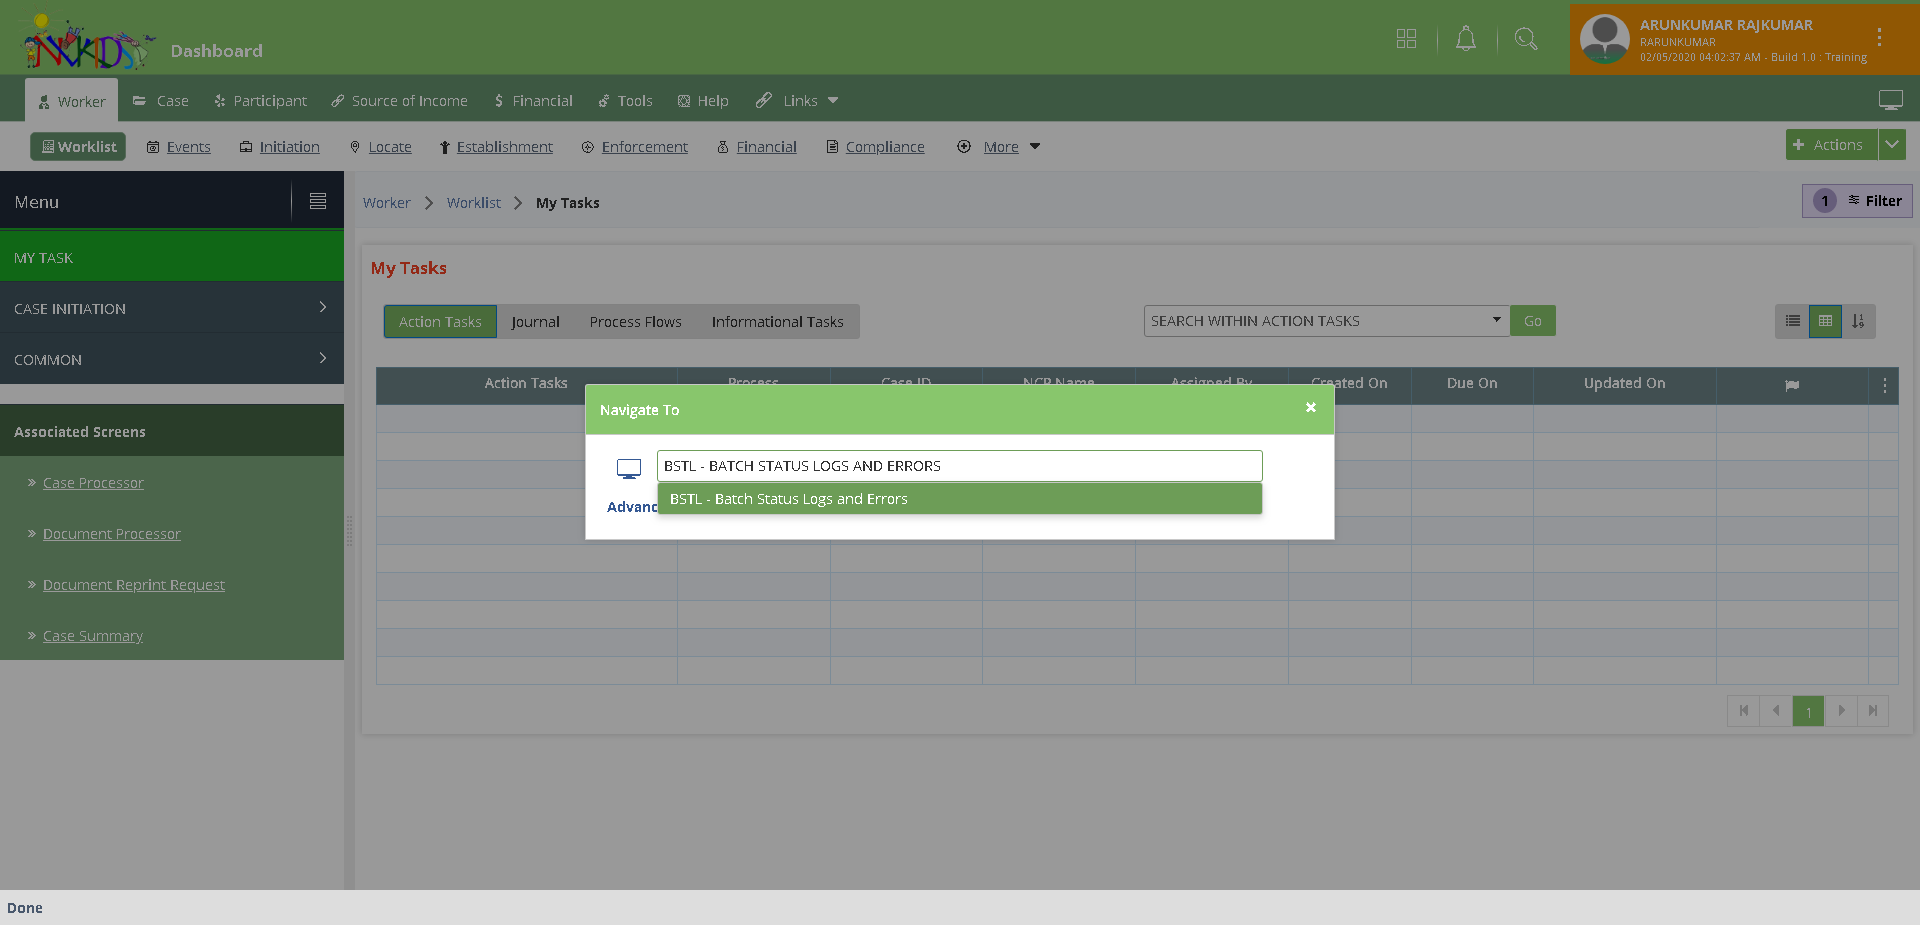 NCKIDS
Dashboard
ARUNKUMAR RAJKUMAR
RARUNKUMAR
02/05/2020 04:02:37 AM - Build 1.0 : Training
Worker
Case
Participant
Source of Income
Financial
Tools
Help
Links
Worklist
Events
Initiation
Locate
Establishment
Enforcement
Financial
Compliance
More
Actions
Menu
Worker
Worklist
My Tasks
1
Filter
MY TASK
CASE INITIATION
COMMON
Associated Screens
Case Processor
Document Processor
Document Reprint Request
Case Summary
My Tasks
Action Tasks
Journal
Process Flows
Informational Tasks
SEARCH WITHIN ACTION TASKS
Go
Action Tasks
Process
Case ID
NCP Name
Assigned By
Created On
Due On
Updated On
Navigate To
BSTL - BATCH STATUS LOGS AND ERRORS
BSTL - Batch Status Logs and Errors
Advanc
1
Done